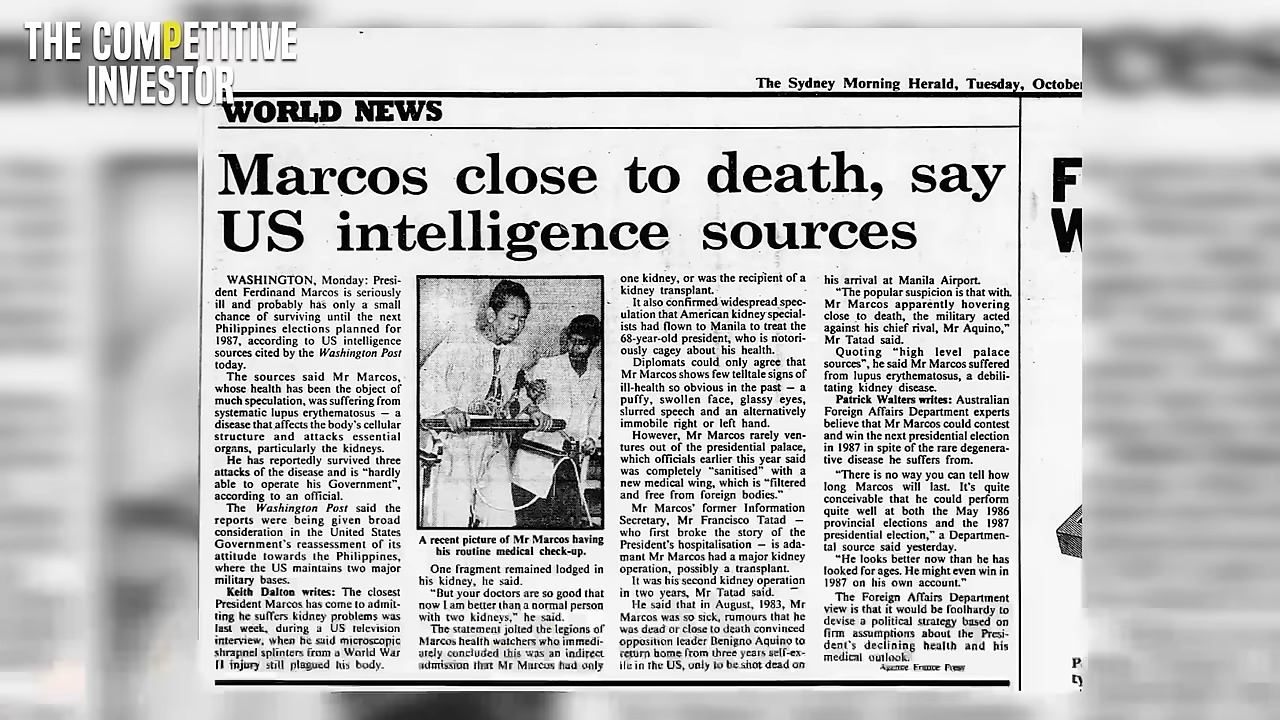 THE COMPETITIVE
INVESTOR
The Sydney Morning Herald, Tuesday, October
WORLD NEWS
Marcos close to death, say
US intelligence sources
WASHINGTON, Monday: Presi-
dent Ferdinand Marcos is seriously
ill and probably has only a small
chance of surviving until the next
Philippines elections planned for
1987, according to US intelligence
sources cited by the Washington Post
today.
The sources said Mr Marcos,
whose health has been the object of
much speculation, was suffering from
systematic lupus erythematosus — a
disease that affects the body's cellular
structure and attacks essential
organs, particularly the kidneys.
He has reportedly survived three
attacks of the disease and is "hardly
able to operate his Government",
according to an official.
The Washington Post said the
reports were being given broad
consideration in the United States
Government's reassessment of its
attitude towards the Philippines,
where the US maintains two major
military bases.
Keith Dalton writes: The closest
President Marcos has come to admit-
ting he suffers kidney problems was
last week, during a US television
interview, when he said microscopic
shrapnel splinters from a World War
II injury still plagued his body.
A recent picture of Mr Marcos having
his routine medical check-up.
One fragment remained lodged in
his kidney, he said.
"But your doctors are so good that
now I am better than a normal person
with two kidneys," he said.
The statement jolted the legions of
Marcos health watchers who immedi-
ately concluded this was an indirect
admission that Mr Marcos had only
one kidney, or was the recipient of a
kidney transplant.
It also confirmed widespread spec-
ulation that American kidney special-
ists had flown to Manila to treat the
68-year-old president, who is notori-
ously cagey about his health.
Diplomats could only agree that
Mr Marcos shows few telltale signs of
ill-health so obvious in the past — a
puffy, swollen face, glassy eyes,
slurred speech and an alternatively
immobile right or left hand.
However, Mr Marcos rarely ven-
tures out of the presidential palace,
which officials earlier this year said
was completely "sanitised" with a
new medical wing, which is "filtered
and free from foreign bodies."
Mr Marcos' former Information
Secretary, Mr Francisco Tatad —
who first broke the story of the
President's hospitalisation — is ada-
mant Mr Marcos had a major kidney
operation, possibly a transplant.
It was his second kidney operation
in two years, Mr Tatad said.
He said that in August, 1983, Mr
Marcos was so sick, rumours that he
was dead or close to death convinced
opposition leader Benigno Aquino to
return home from three years self-ex-
ile in the US, only to be shot dead on
his arrival at Manila Airport.
"The popular suspicion is that with
Mr Marcos apparently hovering
close to death, the military acted
against his chief rival, Mr Aquino,"
Mr Tatad said.
Quoting "high level palace
sources", he said Mr Marcos suffered
from lupus erythematosus, a debili-
tating kidney disease.
Patrick Walters writes: Australian
Foreign Affairs Department experts
believe that Mr Marcos could contest
and win the next presidential election
in 1987 in spite of the rare degenera-
tive disease he suffers from.
"There is no way you can tell how
long Marcos will last. It's quite
conceivable that he could perform
quite well at both the May 1986
provincial elections and the 1987
presidential election," a Departmen-
tal source said yesterday.
"He looks better now than he has
looked for ages. He might even win in
1987 on his own account."
The Foreign Affairs Department
view is that it would be foolhardy to
devise a political strategy based on
firm assumptions about the Presi-
dent's declining health and his
medical outlook.
Agence France Press
F
W
P
ty